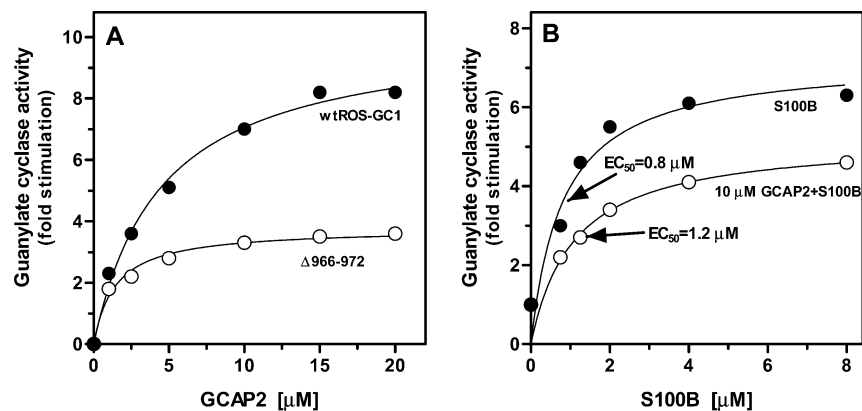 A
Guanylate cyclase activity
(fold stimulation)
10
8
6
4
2
0
wtROS-GC1
Δ966-972
0
5
10
15
20
GCAP2 [μM]
B
Guanylate cyclase activity
(fold stimulation)
8
6
4
2
0
S100B
EC50=0.8 μM
10 μM GCAP2+S100B
EC50=1.2 μM
0
2
4
6
8
S100B [μM]